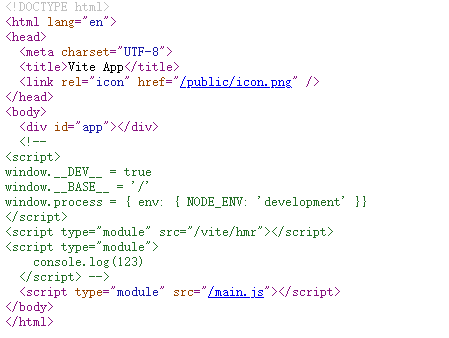 <!DOCTYPE html>
<html lang="en">
<head>
  <meta charset="UTF-8">
  <title>Vite App</title>
  <link rel="icon" href="/public/icon.png" />
</head>
<body>
  <div id="app"></div>
  <!--
<script>
window.__DEV__ = true
window.__BASE__ = '/'
window.process = { env: { NODE_ENV: 'development' }}
</script>
<script type="module" src="/vite/hmr"></script>
<script type="module">
    console.log(123)
  </script> -->
  <script type="module" src="/main.js"></script>
</body>
</html>